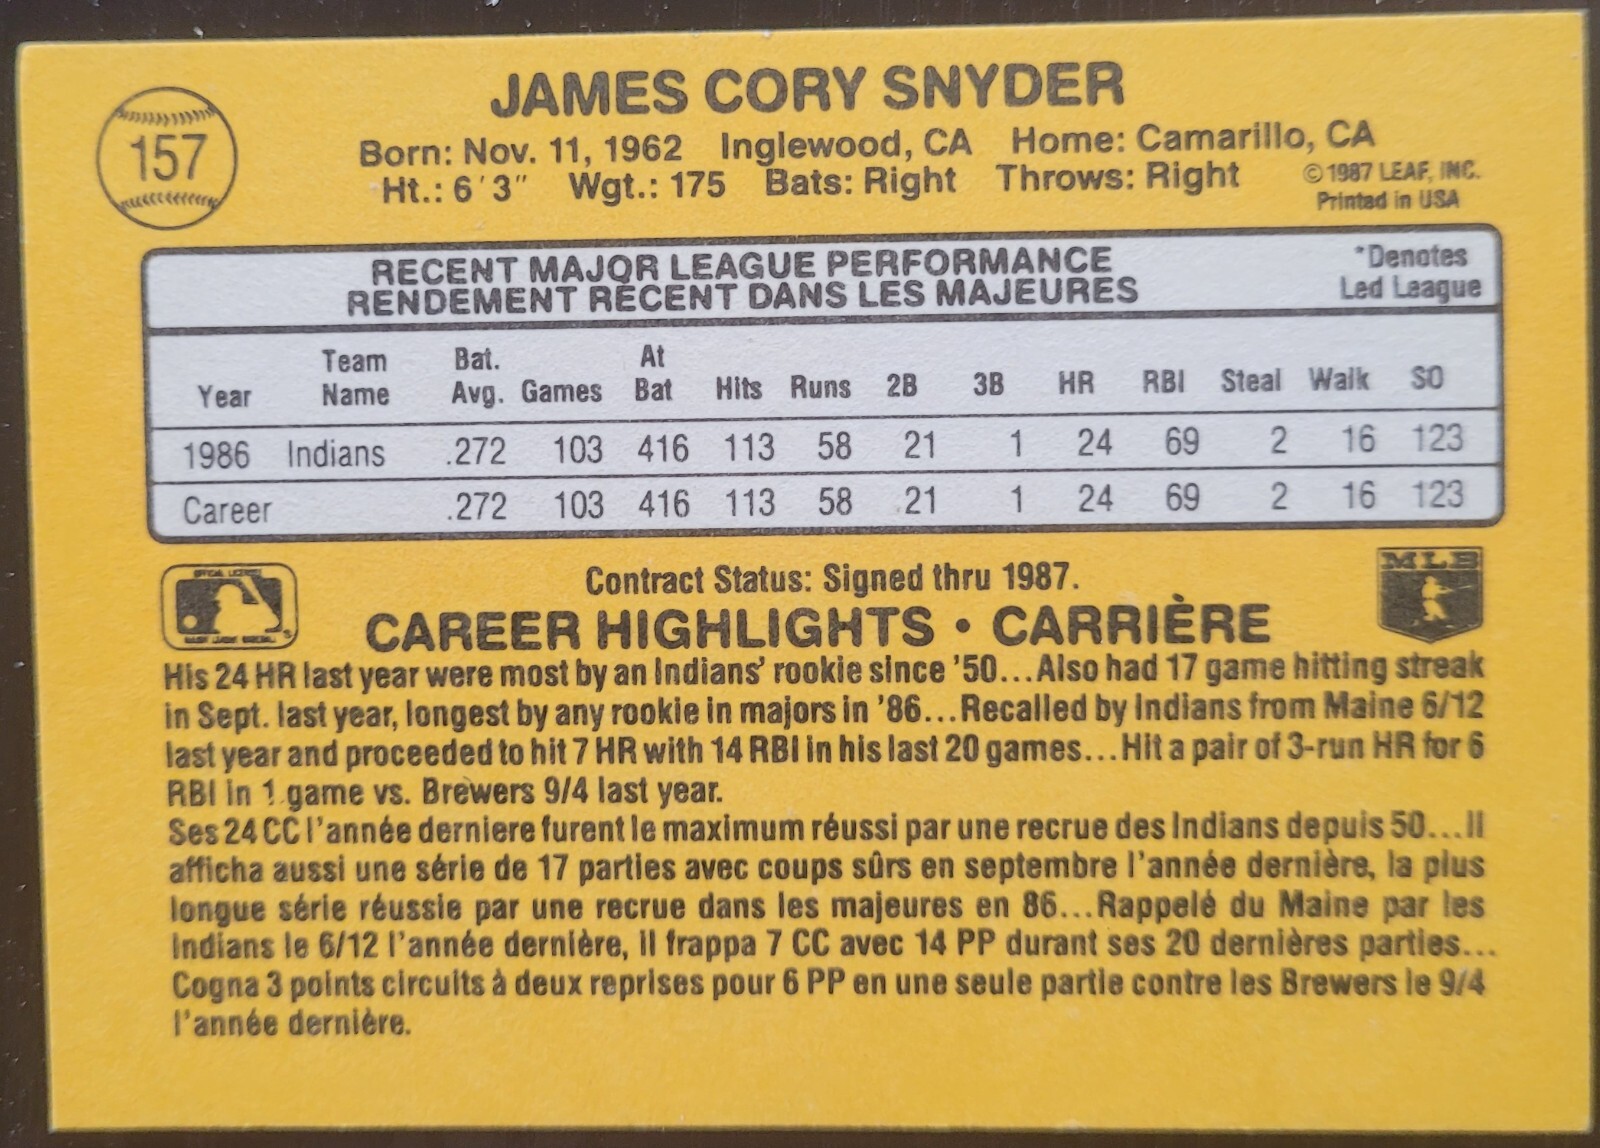 157
JAMES CORY SNYDER
Born: Nov. 11, 1962 Inglewood, CA Home: Camarillo, CA
Ht.: 6'3" Wgt.: 175 Bats: Right Throws: Right
©1987 LEAF, INC.
Printed in USA
RECENT MAJOR LEAGUE PERFORMANCE
RENDEMENT RÉCENT DANS LES MAJEURES
*Denotes
Led League
Year Team Name Bat. Avg. Games At Bat Hits Runs 2B 3B HR RBI Steal Walk SO
1986 Indians .272 103 416 113 58 21 1 24 69 2 16 123
Career .272 103 416 113 58 21 1 24 69 2 16 123
Contract Status: Signed thru 1987.
MLB
CAREER HIGHLIGHTS • CARRIÈRE
His 24 HR last year were most by an Indians' rookie since '50...Also had 17 game hitting streak
in Sept. last year, longest by any rookie in majors in '86...Recalled by Indians from Maine 6/12
last year and proceeded to hit 7 HR with 14 RBI in his last 20 games...Hit a pair of 3-run HR for 6
RBI in 1 game vs. Brewers 9/4 last year.
Ses 24 CC l'année derniere furent le maximum réussi par une recrue des Indians depuis 50...Il
afficha aussi une série de 17 parties avec coups sûrs en septembre l'année dernière, la plus
longue série réussie par une recrue dans les majeures en 86...Rappelé du Maine par les
Indians le 6/12 l'année dernière, il frappa 7 CC avec 14 PP durant ses 20 dernières parties...
Cogna 3 points circuits à deux reprises pour 6 PP en une seule partie contre les Brewers le 9/4
l'année dernière.